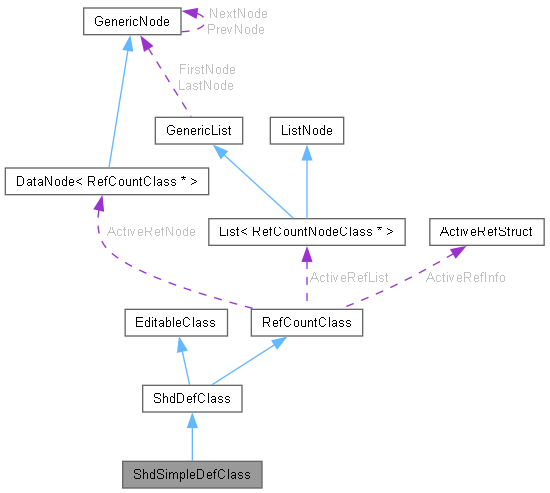 GenericNode
NextNode
PrevNode
FirstNode
LastNode
GenericList
ListNode
DataNode< RefCountClass * >
ActiveRefNode
List< RefCountNodeClass * >
ActiveRefStruct
ActiveRefList
ActiveRefInfo
EditableClass
RefCountClass
ShdDefClass
ShdSimpleDefClass